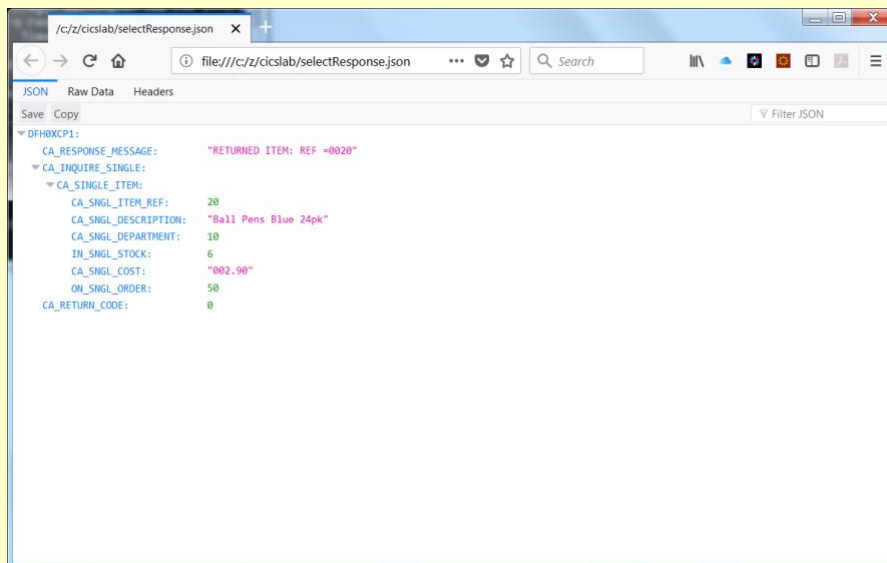 /c:/z/cicslab/selectResponse.json
file:///c:/z/cicslab/selectResponse.json
Search
JSON Raw Data Headers
Save Copy
Filter JSON
DFH0XCP1:
CA_RESPONSE_MESSAGE: "RETURNED ITEM: REF =0020"
CA_INQUIRE_SINGLE:
CA_SINGLE_ITEM:
CA_SNGL_ITEM_REF: 20
CA_SNGL_DESCRIPTION: "Ball Pens Blue 24pk"
CA_SNGL_DEPARTMENT: 10
IN_SNGL_STOCK: 6
CA_SNGL_COST: "002.90"
ON_SNGL_ORDER: 50
CA_RETURN_CODE: 0